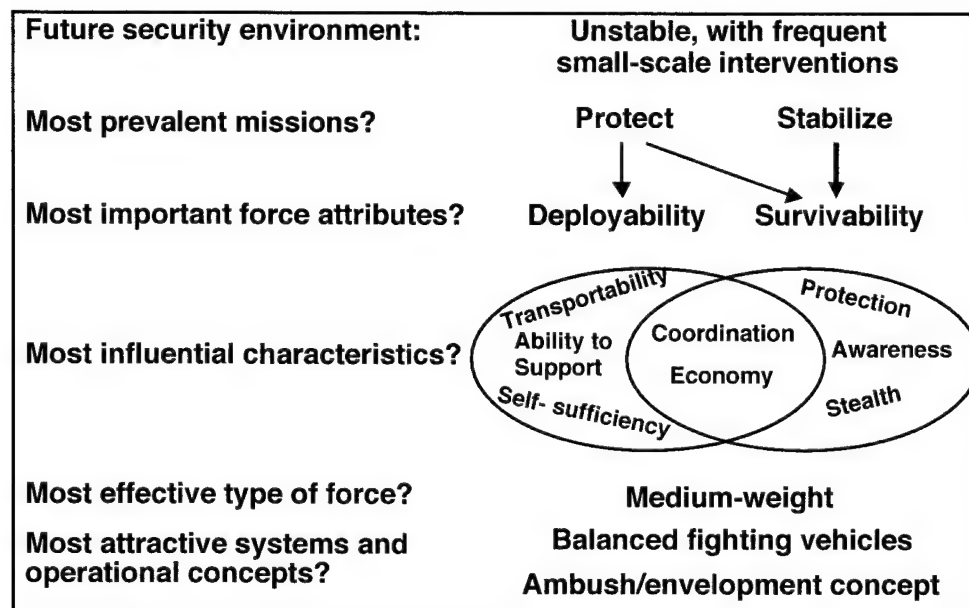 Future security environment:
Unstable, with frequent
small-scale interventions
Most prevalent missions?
Protect
Stabilize
Most important force attributes?
Deployability
Survivability
Most influential characteristics?
Transportability
Ability to
Support
Self- sufficiency
Coordination
Economy
Protection
Awareness
Stealth
Most effective type of force?
Medium-weight
Most attractive systems and
operational concepts?
Balanced fighting vehicles
Ambush/envelopment concept